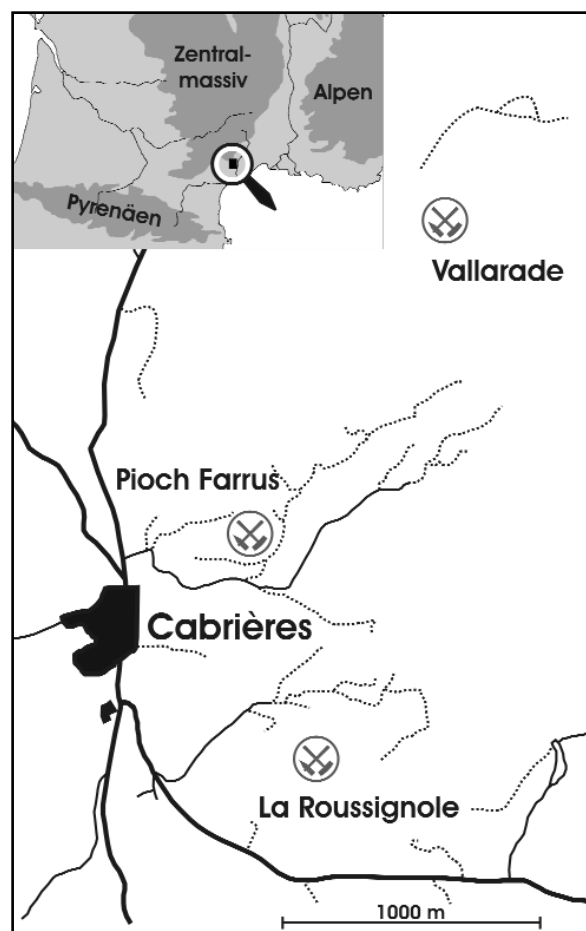 Zentral-
massiv
Alpen
Pyrenäen
Vallarade
Pioch Farrus
Cabrières
La Roussignole
1000 m